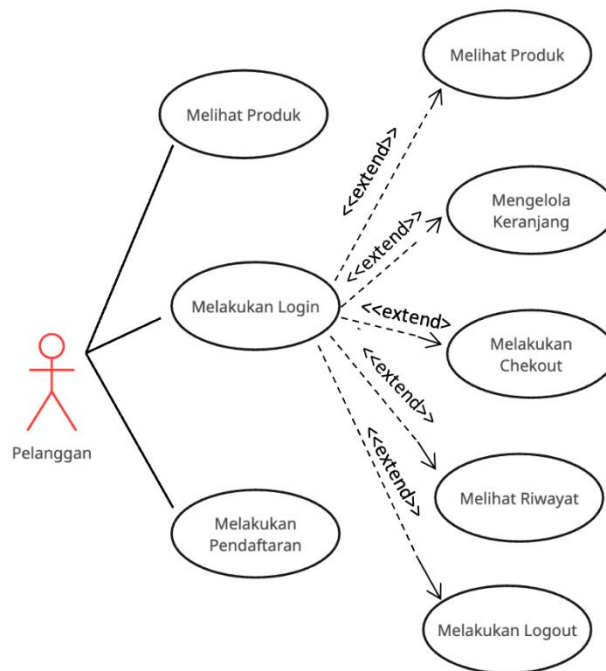 Melihat Produk
Melihat Produk
<<extend>>
Mengelola
Keranjang
<<extend>>
Melakukan Login
<<extend>
Melakukan
Chekout
<<extend>>
Pelanggan
<<extend>>
Melihat Riwayat
Melakukan
Pendaftaran
Melakukan Logout